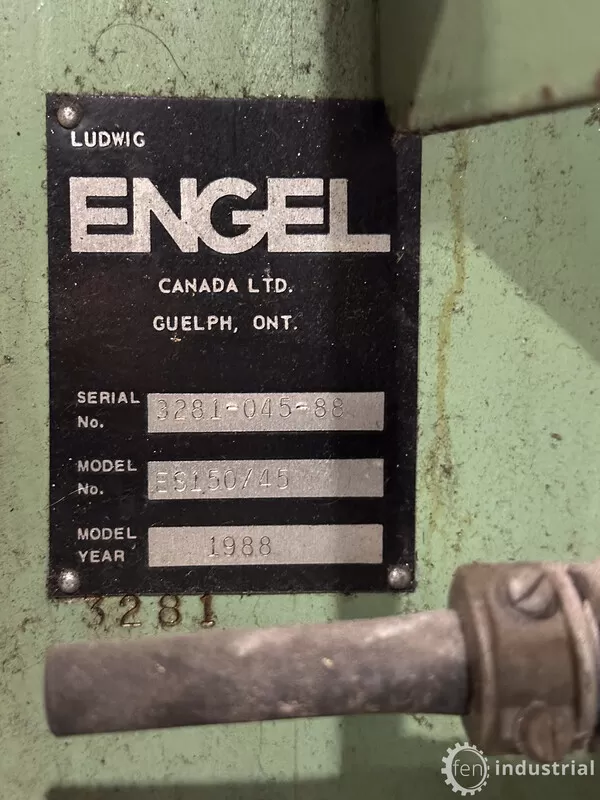 LUDWIG
ENGEL
CANADA LTD.
GUELPH, ONT.
SERIAL No. 3281-045-88
MODEL No. ES150/45
MODEL YEAR 1988
3281
fen industrial